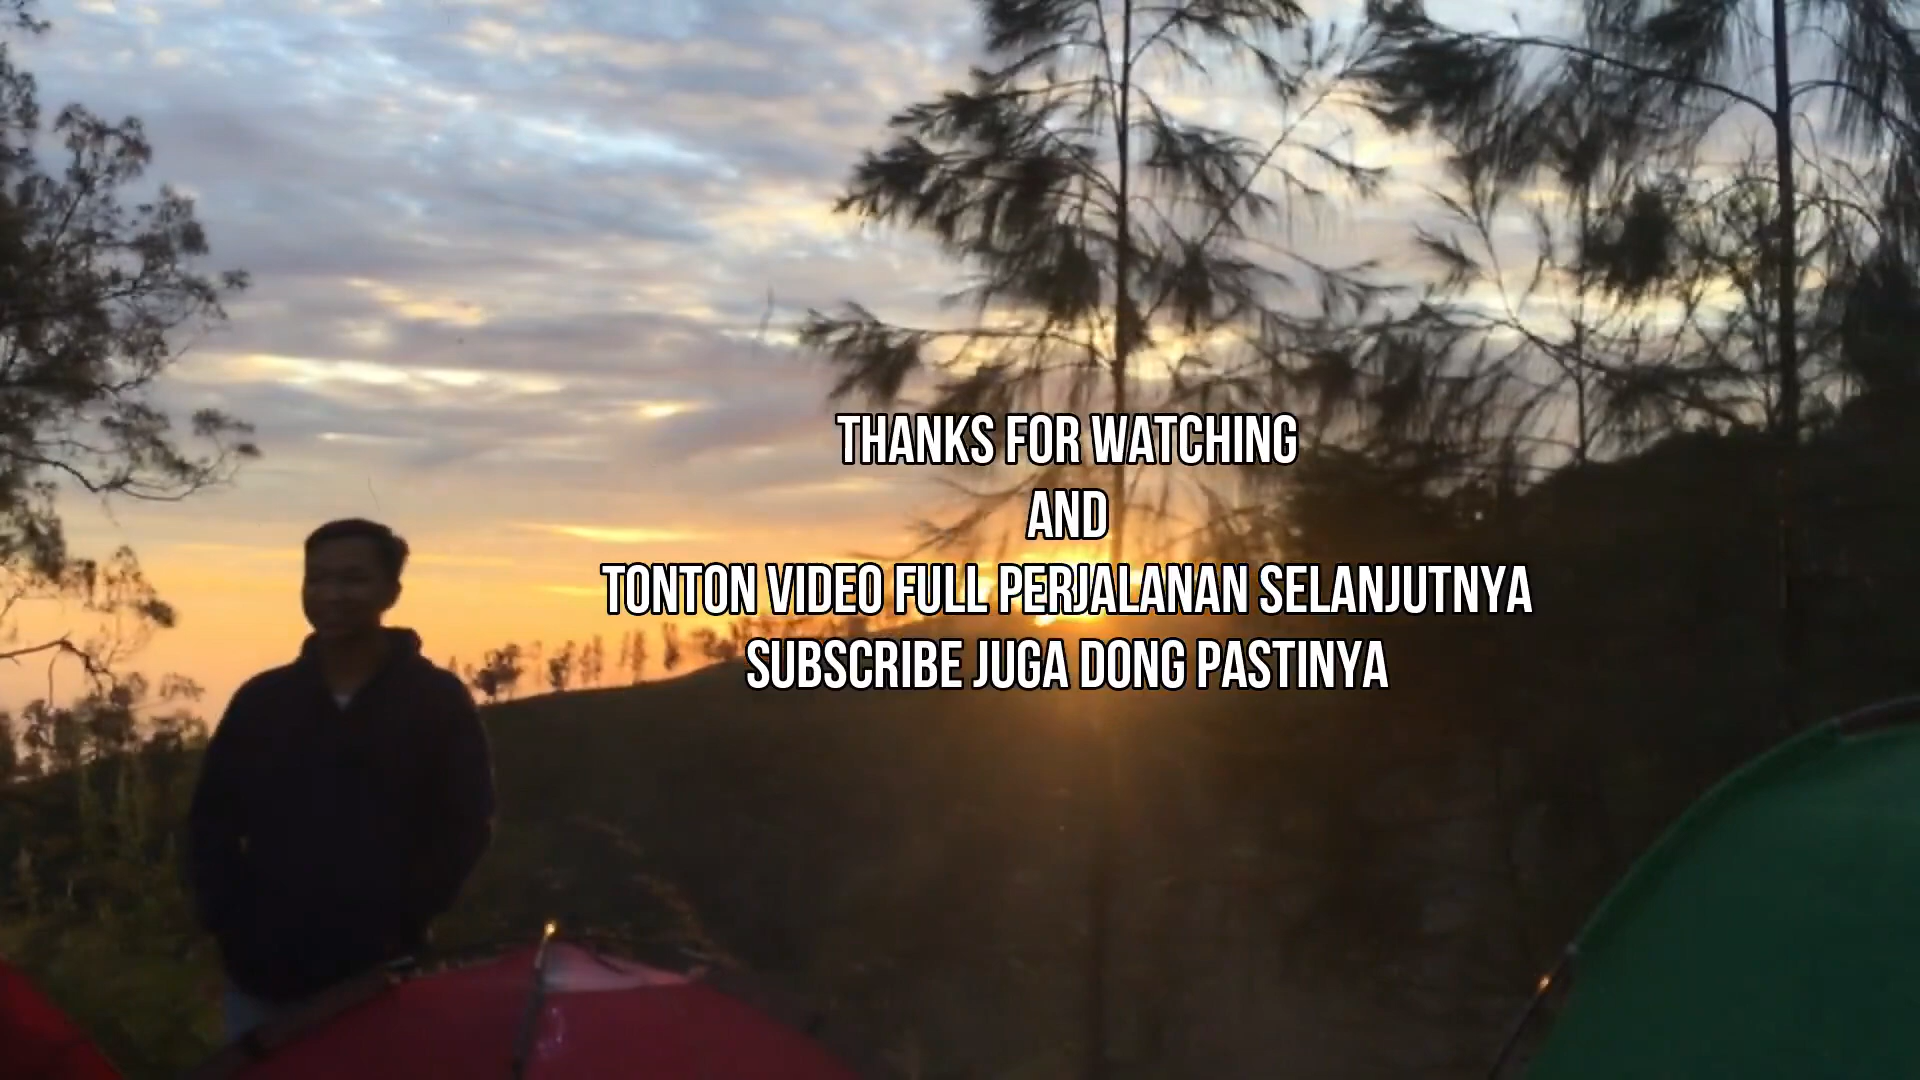 THANKS FOR WATCHING
AND
TONTON VIDEO FULL PERJALANAN SELANJUTNYA
SUBSCRIBE JUGA DONG PASTINYA